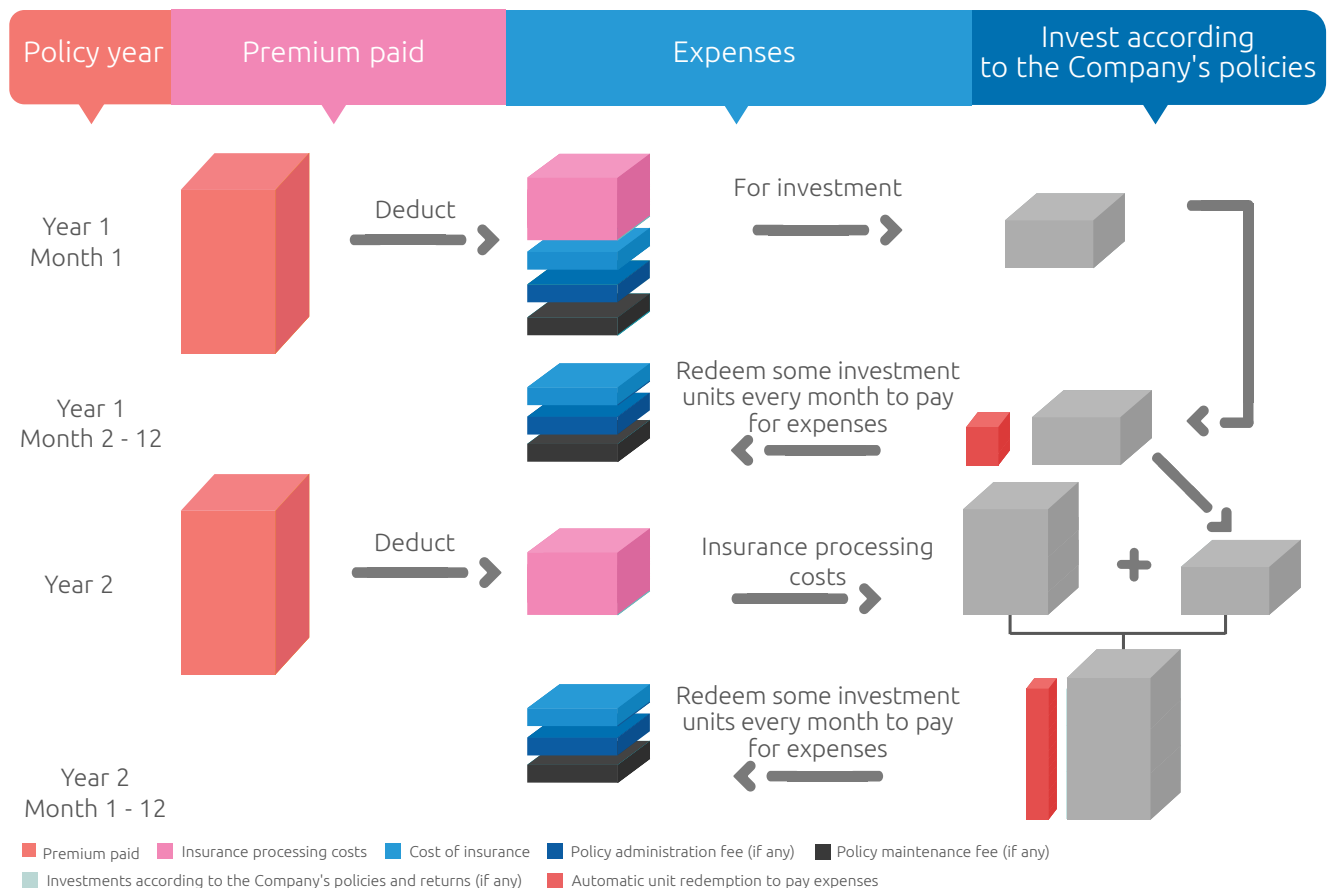 Policy year
Premium paid
Expenses
Invest according
to the Company's policies
Year 1
Month 1
Deduct
For investment
Year 1
Month 2 - 12
Redeem some investment
units every month to pay
for expenses
Year 2
Deduct
Insurance processing
costs
Year 2
Month 1 - 12
Redeem some investment
units every month to pay
for expenses
Premium paid
Insurance processing costs
Cost of insurance
Policy administration fee (if any)
Policy maintenance fee (if any)
Investments according to the Company's policies and returns (if any)
Automatic unit redemption to pay expenses